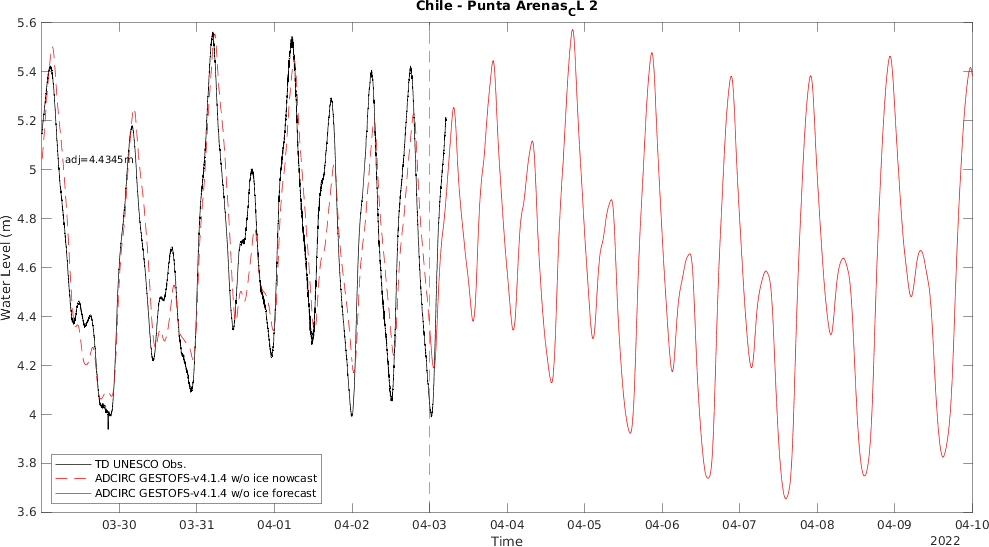 Chile - Punta Arenas_CL 2
5.6
5.4
5.2
5
4.8
4.6
4.4
4.2
4
3.8
3.6
Water Level (m)
adj=4.4345m
TD UNESCO Obs.
ADCIRC GESTOFS-v4.1.4 w/o ice nowcast
ADCIRC GESTOFS-v4.1.4 w/o ice forecast
03-30 03-31 04-01 04-02 04-03 04-04 04-05 04-06 04-07 04-08 04-09 04-10
Time
2022